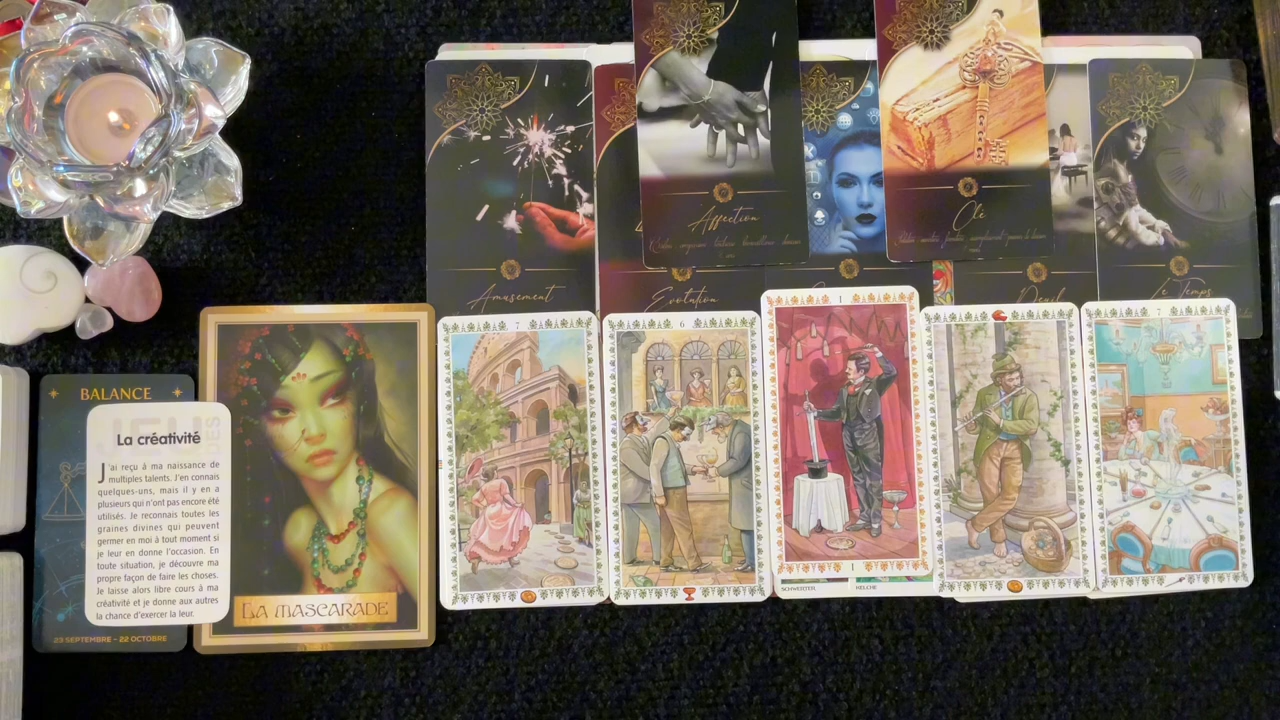 Affection
Clé
Amusement
Evolution
Deuil
Le Temps
BALANCE
La créativité
J'ai reçu à ma naissance de
multiples talents. J'en connais
quelques-uns, mais il y en a
plusieurs qui n'ont pas encore été
utilisés. Je reconnais toutes les
graines divines qui peuvent
germer en moi à tout moment si
je leur en donne l'occasion. En
toute situation, je découvre ma
propre façon de faire les choses.
Je laisse alors libre cours à ma
créativité et je donne aux autres
la chance d'exercer la leur.
23 SEPTEMBRE - 22 OCTOBRE
LA MASCARADE
7
6
1
1
7
SCHWERTER
KELCHE